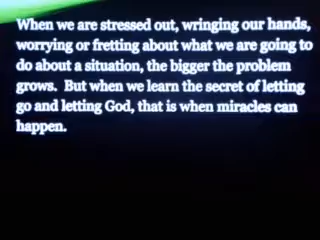 When we are stressed out, wringing our hands,
worrying or fretting about what we are going to
do about a situation, the bigger the problem
grows.  But when we learn the secret of letting
go and letting God, that is when miracles can
happen.